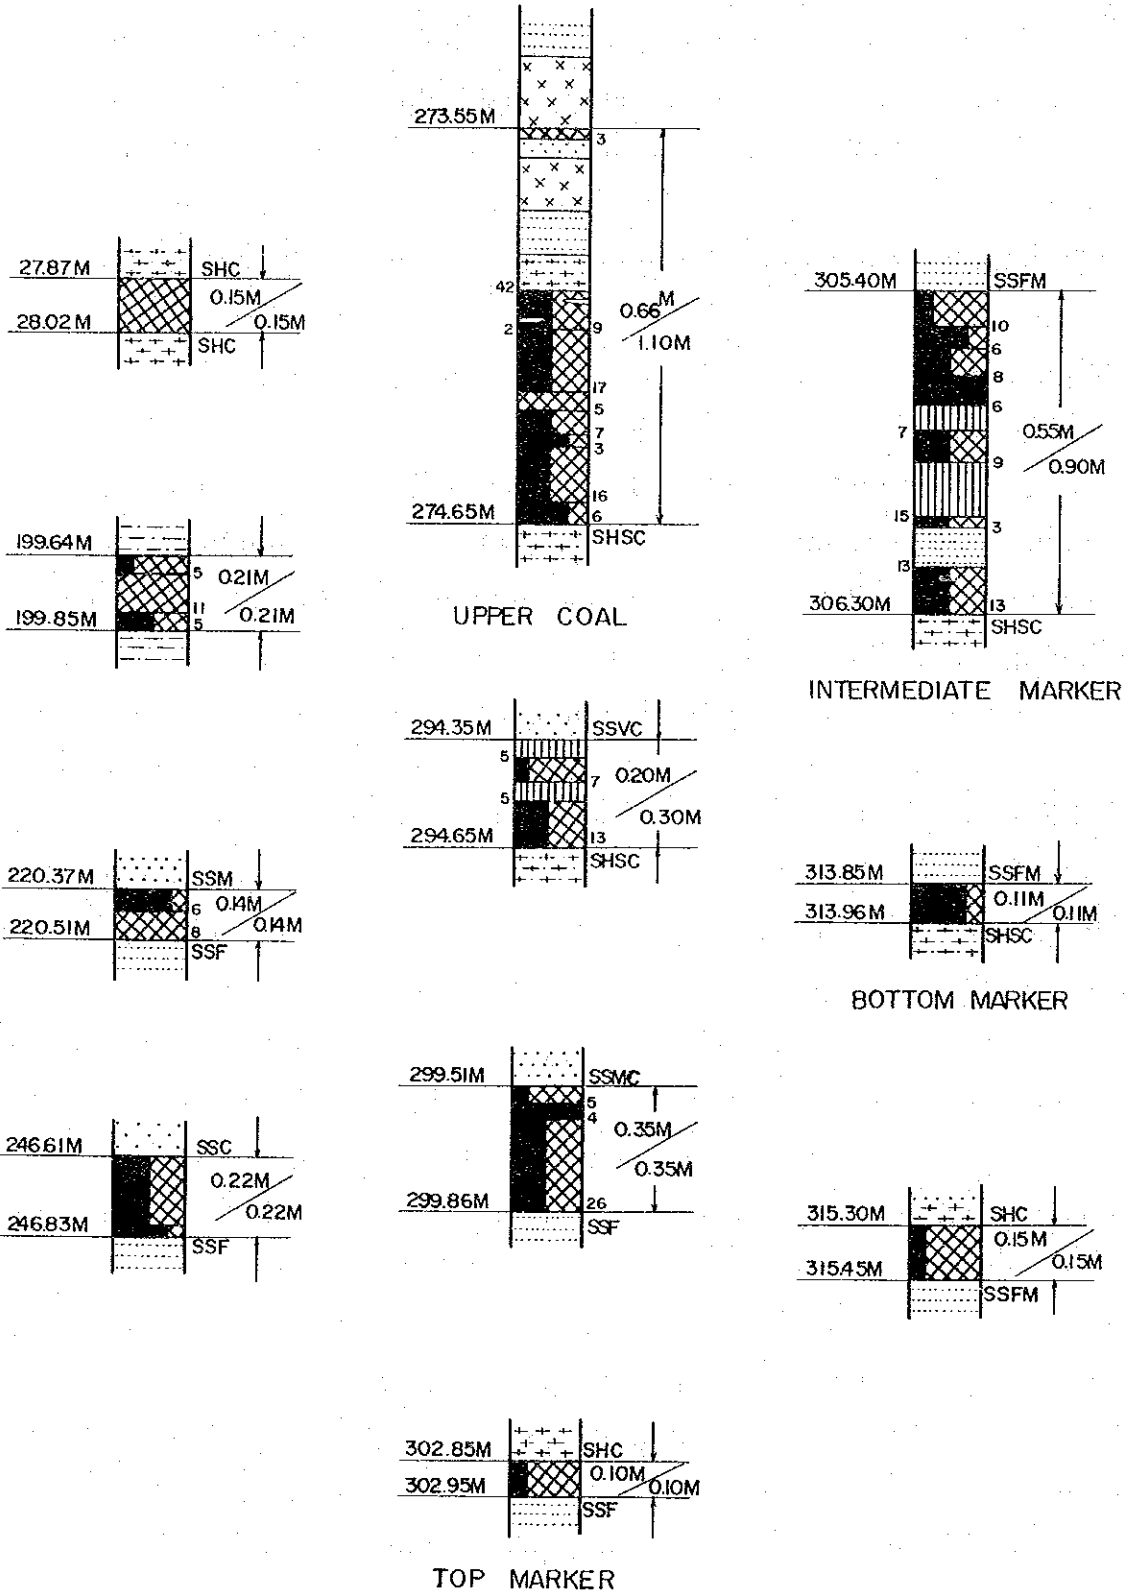 27.87M
SHC
0.15M
0.15M
28.02M
SHC
199.64M
5
0.21M
11
0.21M
199.85M
5
220.37M
SSM
6
0.14M
0.14M
220.51M
8
SSF
246.61M
SSC
0.22M
0.22M
246.83M
SSF
273.55M
3
42
0.66M
2
9
1.10M
17
5
7
3
16
274.65M
6
SHSC
UPPER COAL
294.35M
SSVC
5
7
0.20M
5
0.30M
294.65M
13
SHSC
299.51M
SSMC
5
4
0.35M
0.35M
299.86M
26
SSF
302.85M
SHC
0.10M
0.10M
302.95M
SSF
TOP MARKER
305.40M
SSFM
10
6
8
6
7
0.55M
9
0.90M
15
3
13
306.30M
13
SHSC
INTERMEDIATE MARKER
313.85M
SSFM
0.11M
0.11M
313.96M
SHSC
BOTTOM MARKER
315.30M
SHC
0.15M
0.15M
315.45M
SSFM